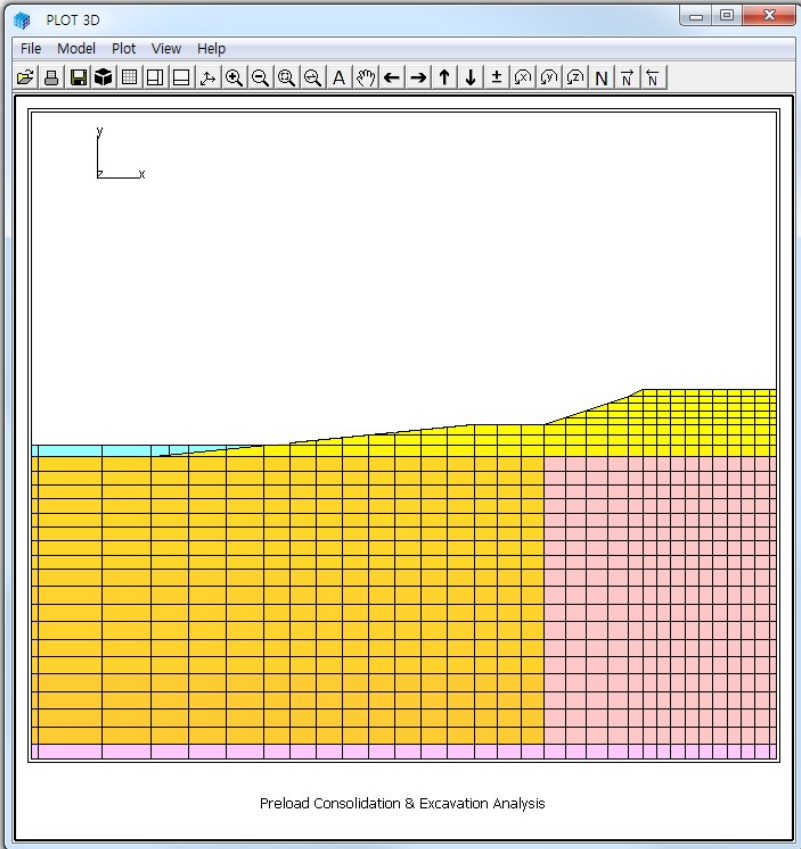 PLOT 3D
File Model Plot View Help
A ± x y z N N N
y
z x
Preload Consolidation & Excavation Analysis